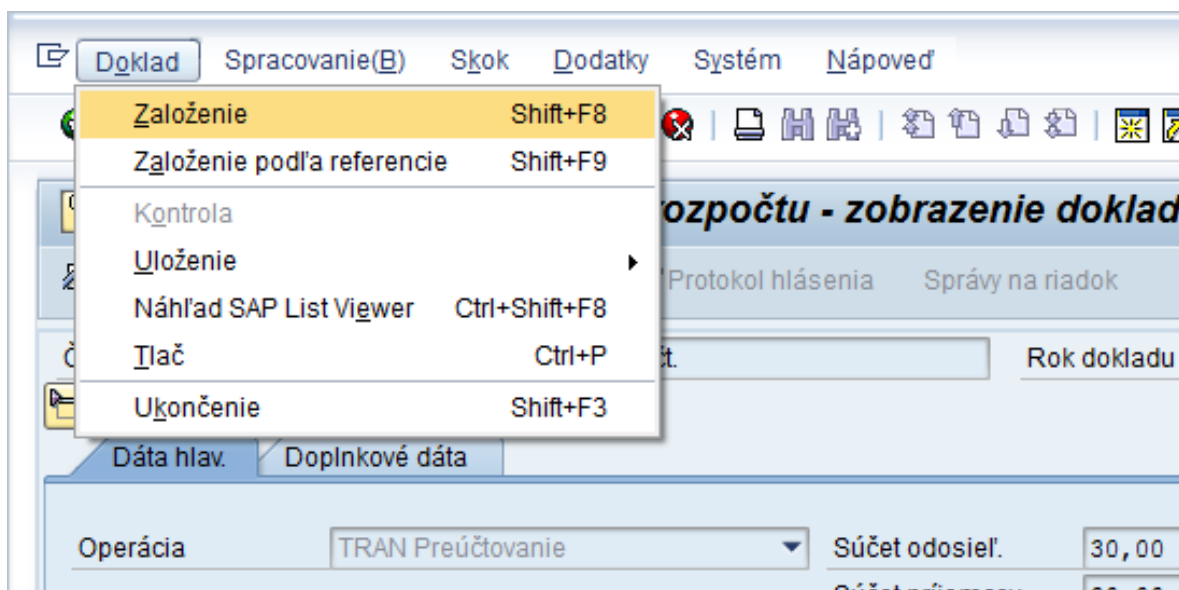 Doklad Spracovanie(B) Skok Dodatky Systém Nápoveď
Založenie Shift+F8
Založenie podľa referencie Shift+F9
Kontrola
Uloženie
Náhľad SAP List Viewer Ctrl+Shift+F8
Tlač Ctrl+P
Ukončenie Shift+F3
- zobrazenie
Protokol hlásenia Správy na riadok
Rok dokladu
Dáta hlav. Doplnkové dáta
Operácia TRAN Preúčtovanie Súčet odosieľ. 30,00